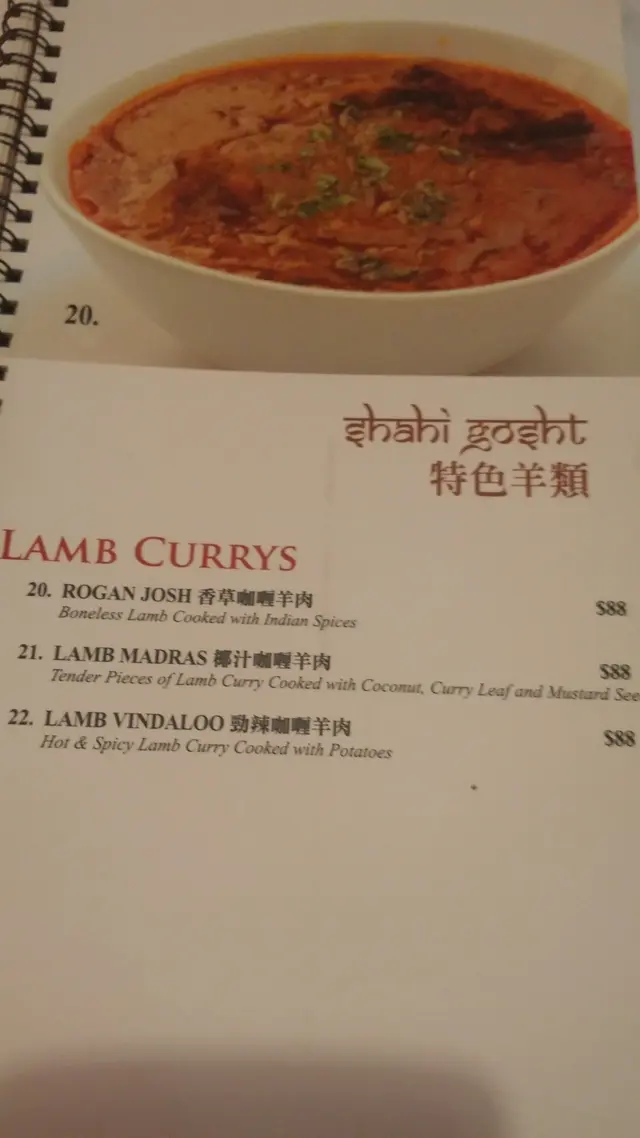 20.
shahi gosht
特色羊類
LAMB CURRYS
20. ROGAN JOSH 香草咖喱羊肉 $88
Boneless Lamb Cooked with Indian Spices
21. LAMB MADRAS 椰汁咖喱羊肉 $88
Tender Pieces of Lamb Curry Cooked with Coconut, Curry Leaf and Mustard See
22. LAMB VINDALOO 勁辣咖喱羊肉 $88
Hot & Spicy Lamb Curry Cooked with Potatoes